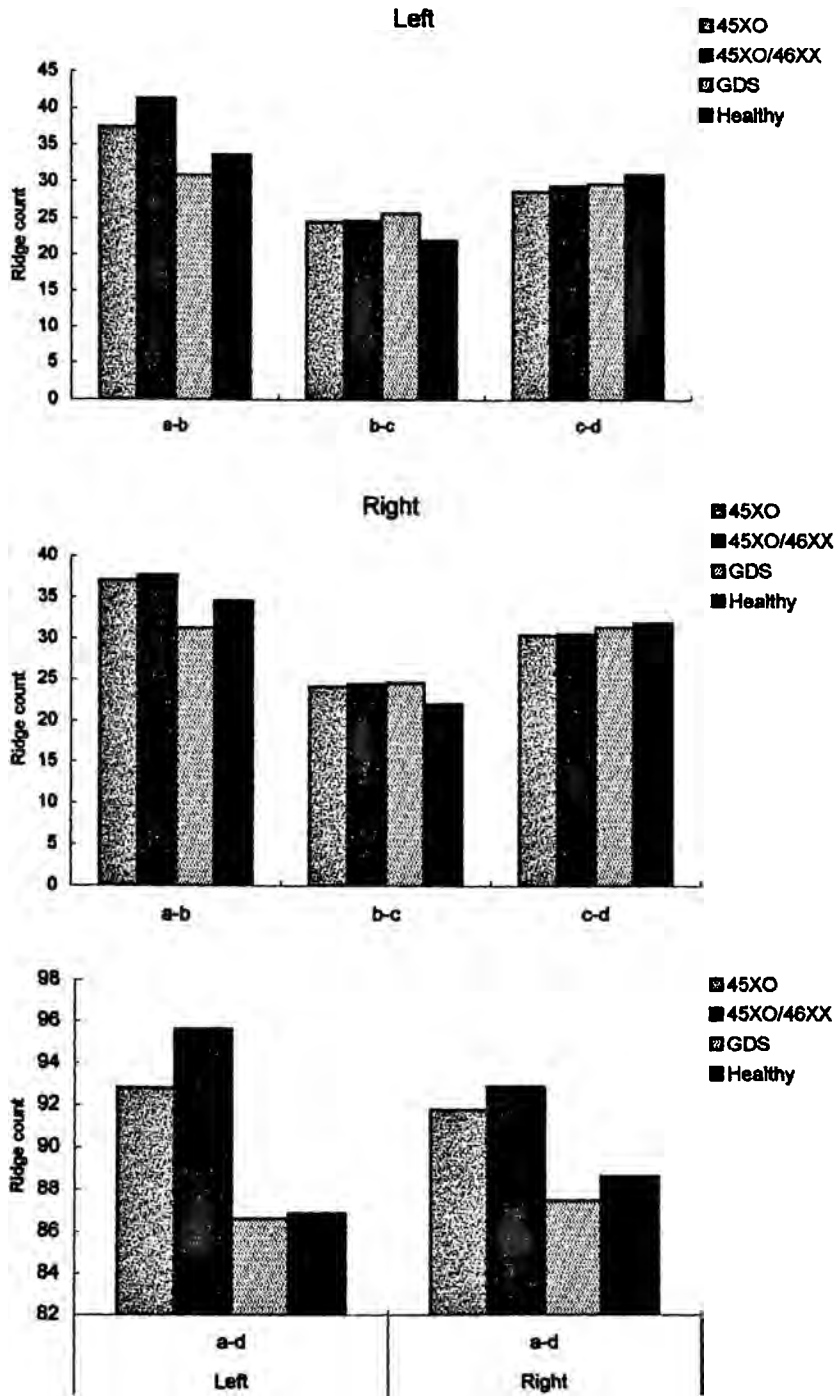 Left
45XO
45XO/46XX
GDS
Healthy
Ridge count
45
40
35
30
25
20
15
10
5
0
a-b
b-c
c-d
Right
45XO
45XO/46XX
GDS
Healthy
Ridge count
40
35
30
25
20
15
10
5
0
a-b
b-c
c-d
45XO
45XO/46XX
GDS
Healthy
Ridge count
98
96
94
92
90
88
86
84
82
a-d
a-d
Left
Right